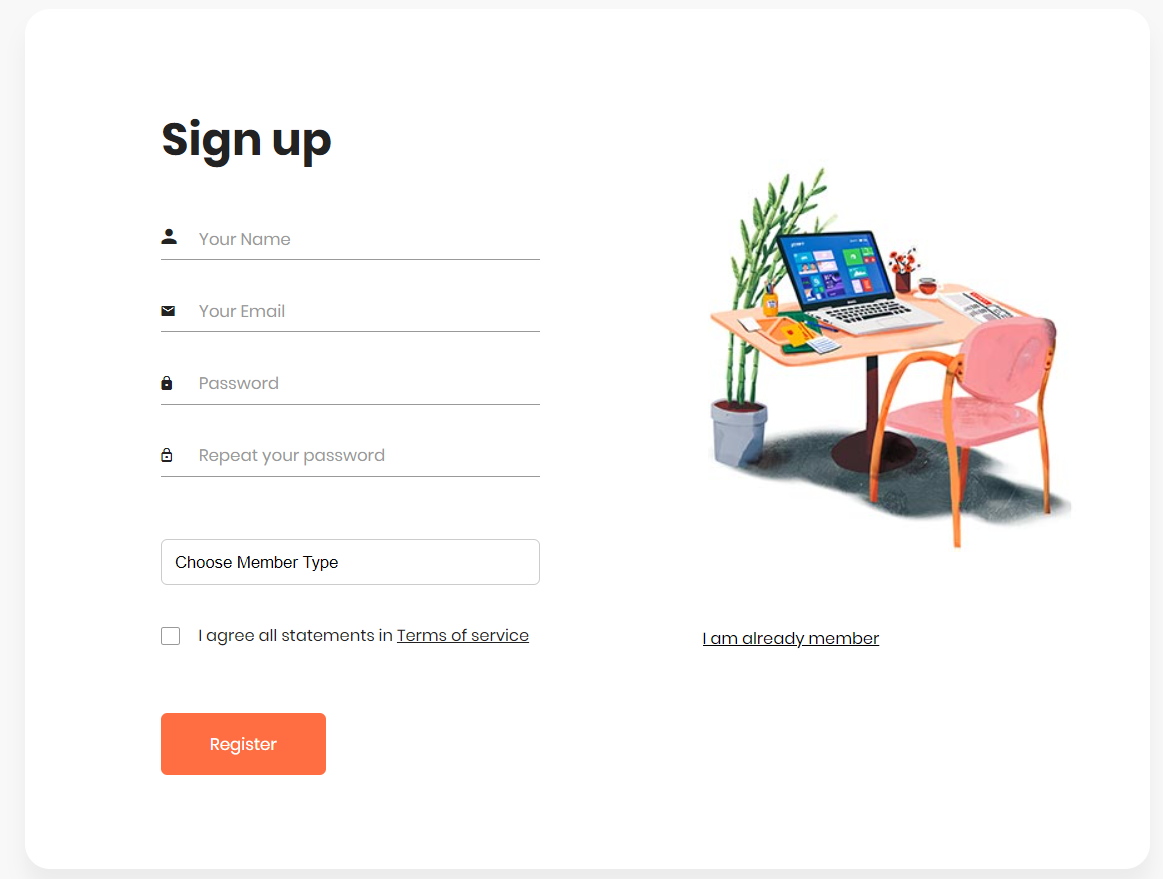 Sign up
Your Name
Your Email
Password
Repeat your password
Choose Member Type
I agree all statements in Terms of service
I am already member
Register